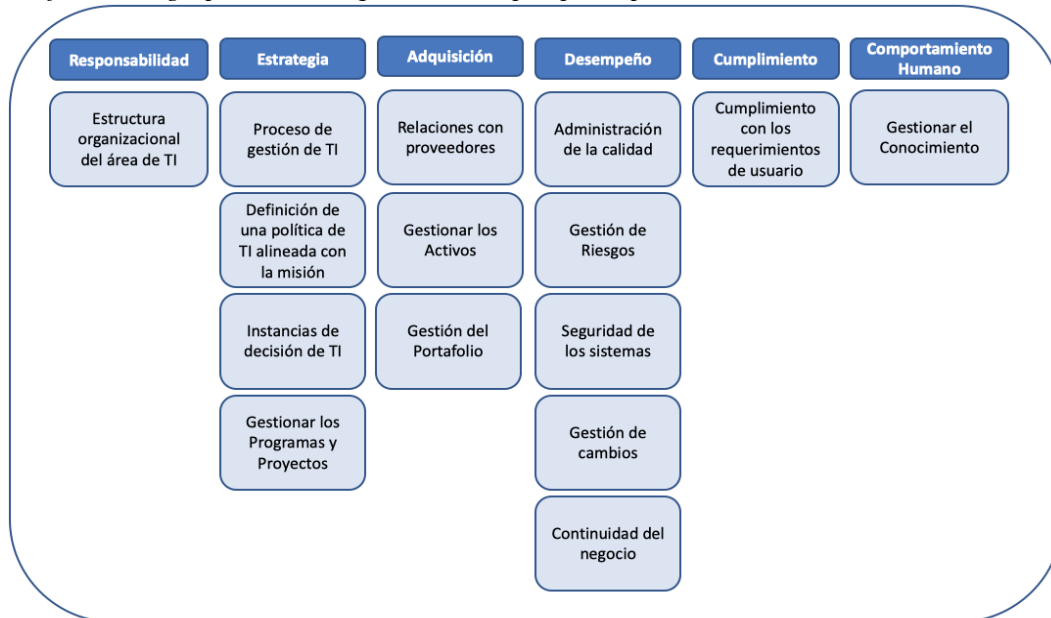 Responsabilidad
Estructura
organizacional
del área de TI
Estrategia
Proceso de
gestión de TI
Definición de
una política de
TI alineada con
la misión
Instancias de
decisión de TI
Gestionar los
Programas y
Proyectos
Adquisición
Relaciones con
proveedores
Gestionar los
Activos
Gestión del
Portafolio
Desempeño
Administración
de la calidad
Gestión de
Riesgos
Seguridad de
los sistemas
Gestión de
cambios
Continuidad del
negocio
Cumplimiento
Cumplimiento
con los
requerimientos
de usuario
Comportamiento
Humano
Gestionar el
Conocimiento